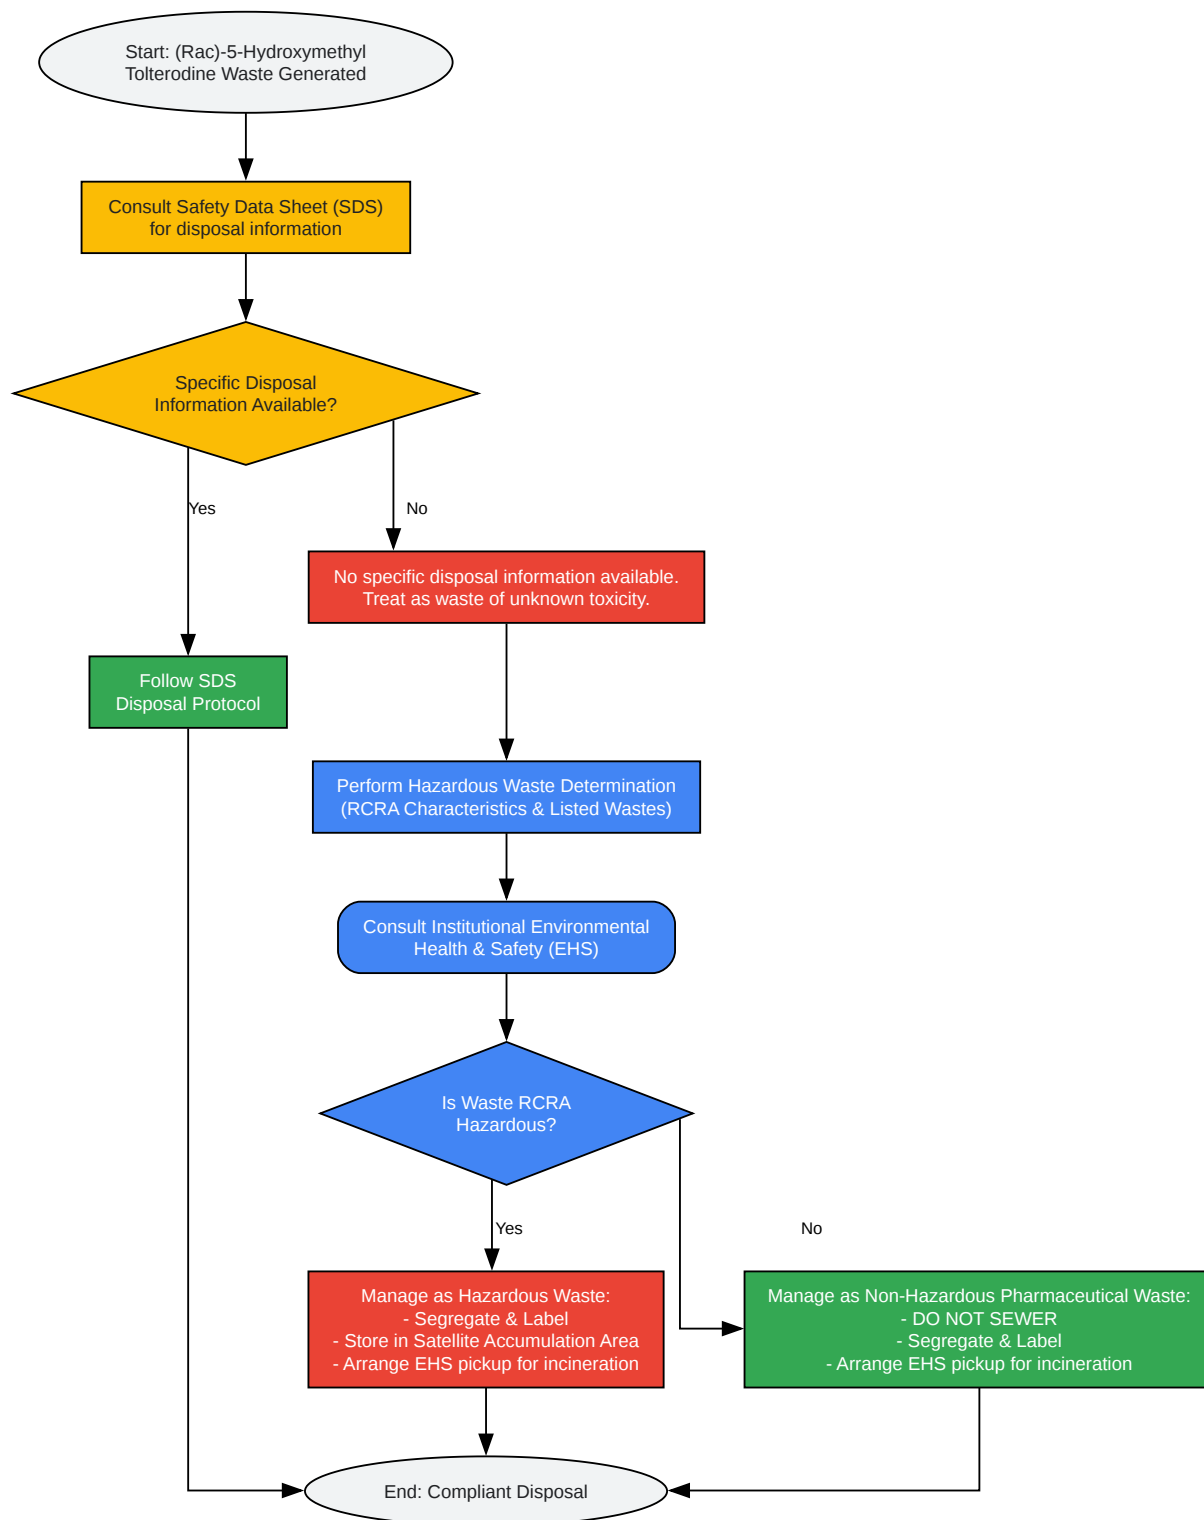 Start: (Rac)-5-Hydroxymethyl
Tolterodine Waste Generated
Consult Safety Data Sheet (SDS)
for disposal information
Specific Disposal
Information Available?
Yes
No
No specific disposal information available.
Treat as waste of unknown toxicity.
Follow SDS
Disposal Protocol
Perform Hazardous Waste Determination
(RCRA Characteristics & Listed Wastes)
Consult Institutional Environmental
Health & Safety (EHS)
Is Waste RCRA
Hazardous?
Yes
No
Manage as Hazardous Waste:
- Segregate & Label
- Store in Satellite Accumulation Area
- Arrange EHS pickup for incineration
Manage as Non-Hazardous Pharmaceutical Waste:
- DO NOT SEWER
- Segregate & Label
- Arrange EHS pickup for incineration
End: Compliant Disposal